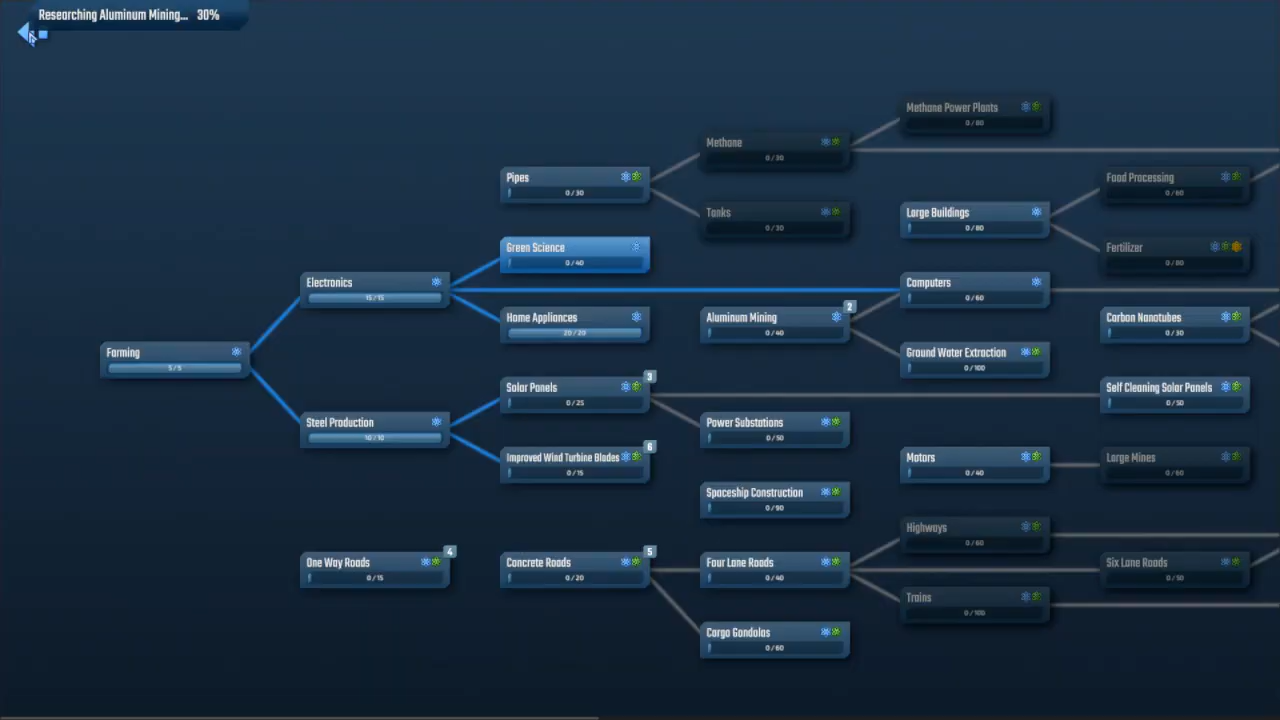 Researching Aluminum Mining... 30%
Methane Power Plants
0/80
Methane
0/30
Pipes
0/30
Food Processing
0/60
Tanks
0/30
Large Buildings
0/80
Green Science
0/40
Fertilizer
0/80
Electronics
15/15
Computers
0/60
2
Home Appliances
20/20
Aluminum Mining
0/40
Carbon Nanotubes
0/30
Farming
5/5
Ground Water Extraction
0/100
3
Solar Panels
0/25
Self Cleaning Solar Panels
0/50
Steel Production
10/10
Power Substations
0/50
6
Improved Wind Turbine Blades
0/15
Motors
0/40
Large Mines
0/60
Spaceship Construction
0/90
Highways
0/60
4
One Way Roads
0/15
5
Concrete Roads
0/20
Four Lane Roads
0/40
Six Lane Roads
0/50
Trains
0/100
Cargo Gondolas
0/60